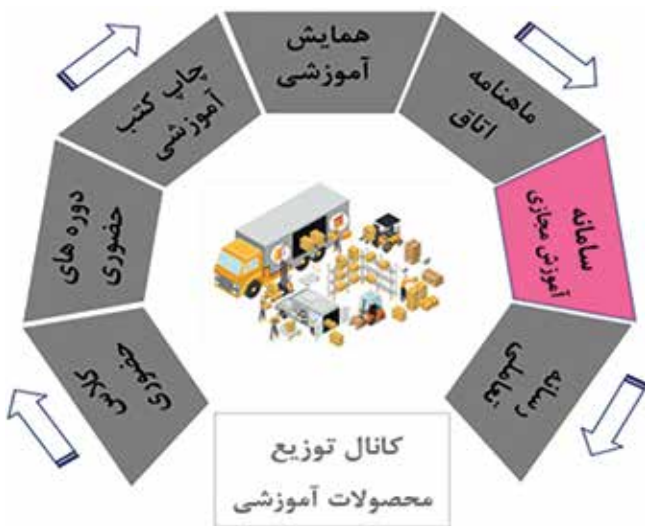 کلاس
حضوری
دوره های
حضوری
چاپ کتب
آموزشی
همایش
آموزشی
ماهنامه
اتاق
سامانه
آموزش مجازی
رسانه
تعاملی
کانال توزیع
محصولات آموزشی